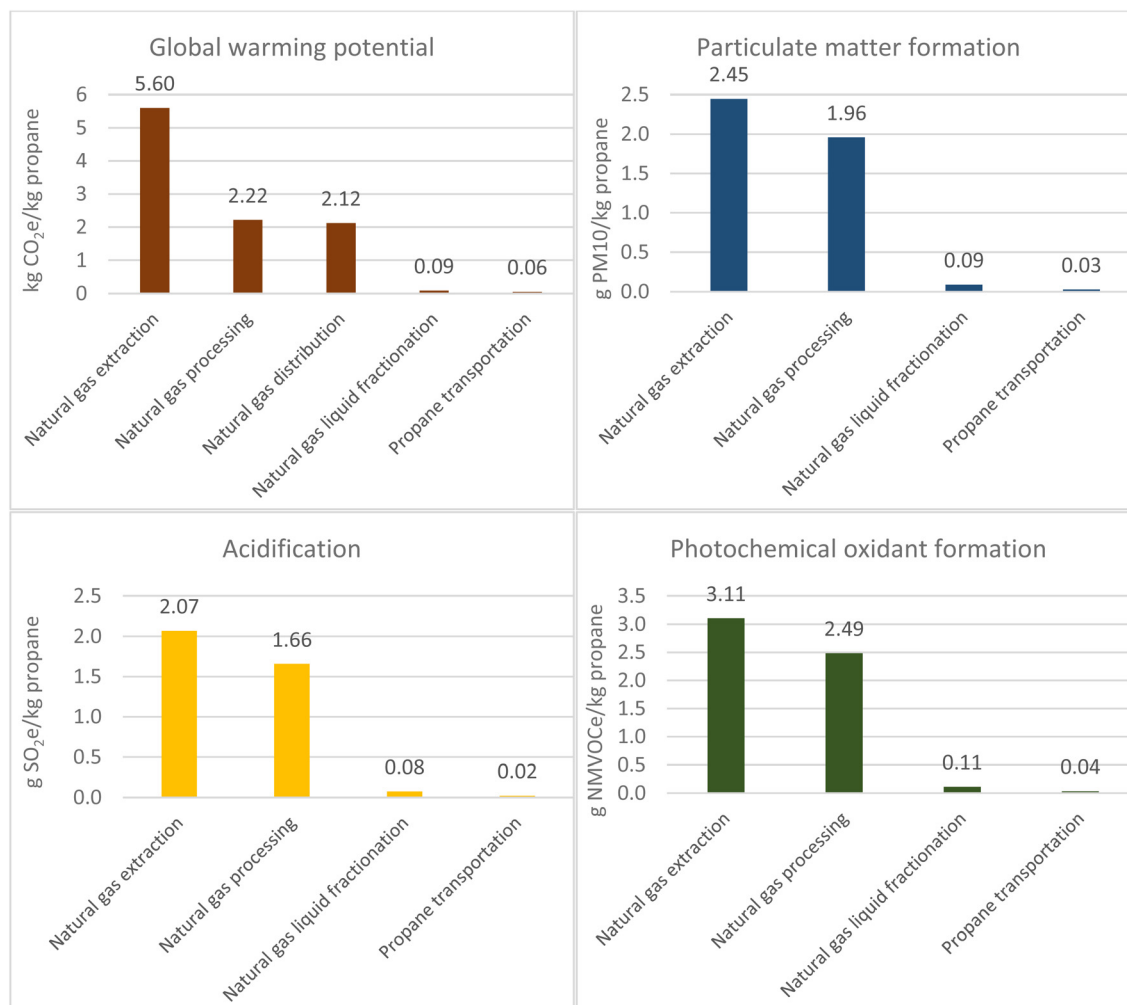 Global warming potential
kg CO₂e/kg propane
6
5
4
3
2
1
0
5.60
2.22
2.12
0.09
0.06
Natural gas extraction
Natural gas processing
Natural gas distribution
Natural gas liquid fractionation
Propane transportation
Particulate matter formation
g PM10/kg propane
2.5
2.0
1.5
1.0
0.5
0.0
2.45
1.96
0.09
0.03
Natural gas extraction
Natural gas processing
Natural gas liquid fractionation
Propane transportation
Acidification
g SO₂e/kg propane
2.5
2.0
1.5
1.0
0.5
0.0
2.07
1.66
0.08
0.02
Natural gas extraction
Natural gas processing
Natural gas liquid fractionation
Propane transportation
Photochemical oxidant formation
g NMVOCe/kg propane
3.5
3.0
2.5
2.0
1.5
1.0
0.5
0.0
3.11
2.49
0.11
0.04
Natural gas extraction
Natural gas processing
Natural gas liquid fractionation
Propane transportation